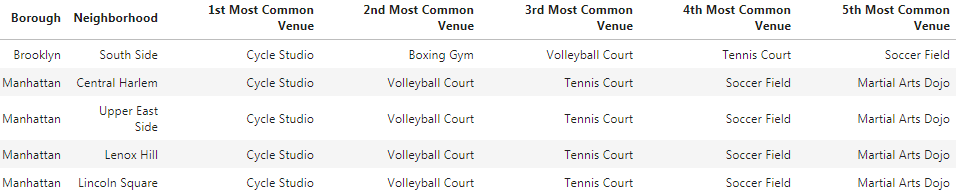 Borough Neighborhood 1st Most Common Venue 2nd Most Common Venue 3rd Most Common Venue 4th Most Common Venue 5th Most Common Venue
Brooklyn South Side Cycle Studio Boxing Gym Volleyball Court Tennis Court Soccer Field
Manhattan Central Harlem Cycle Studio Volleyball Court Tennis Court Soccer Field Martial Arts Dojo
Manhattan Upper East Side Cycle Studio Volleyball Court Tennis Court Soccer Field Martial Arts Dojo
Manhattan Lenox Hill Cycle Studio Volleyball Court Tennis Court Soccer Field Martial Arts Dojo
Manhattan Lincoln Square Cycle Studio Volleyball Court Tennis Court Soccer Field Martial Arts Dojo